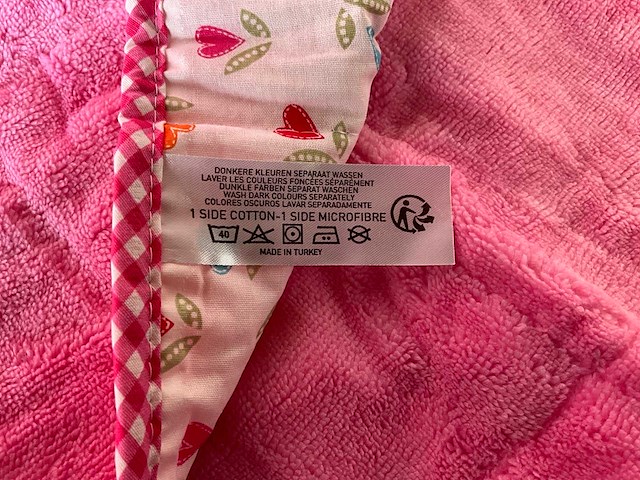 DONKERE KLEUREN SEPARAAT WASSEN
LAVER LES COULEURS FONCÉES SÉPARÉMENT
DUNKLE FARBEN SEPARAT WASCHEN
WASH DARK COLOURS SEPARATELY
COLORES OSCUROS LAVAR SEPARADAMENTE
1 SIDE COTTON-1 SIDE MICROFIBRE
40
MADE IN TURKEY